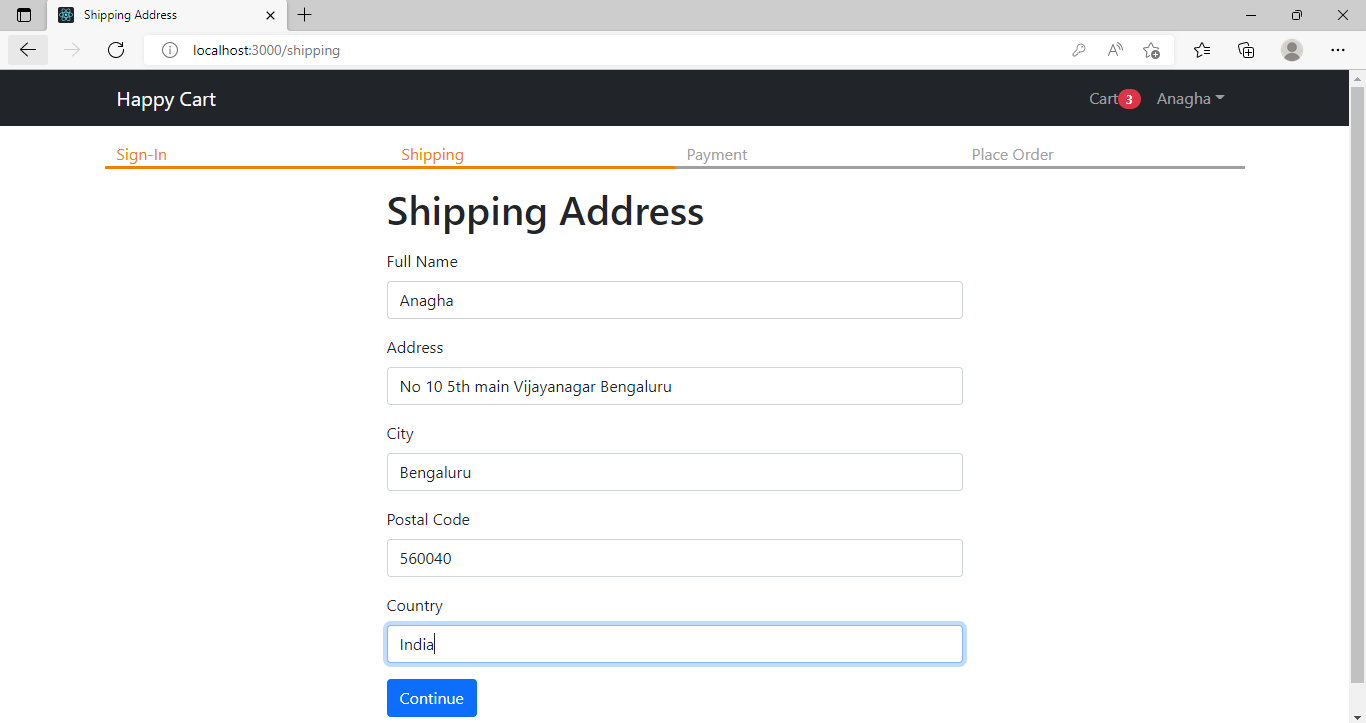 Shipping Address
localhost:3000/shipping
Happy Cart
Cart 3 Anagha
Sign-In Shipping Payment Place Order
Shipping Address
Full Name
Anagha
Address
No 10 5th main Vijayanagar Bengaluru
City
Bengaluru
Postal Code
560040
Country
India
Continue